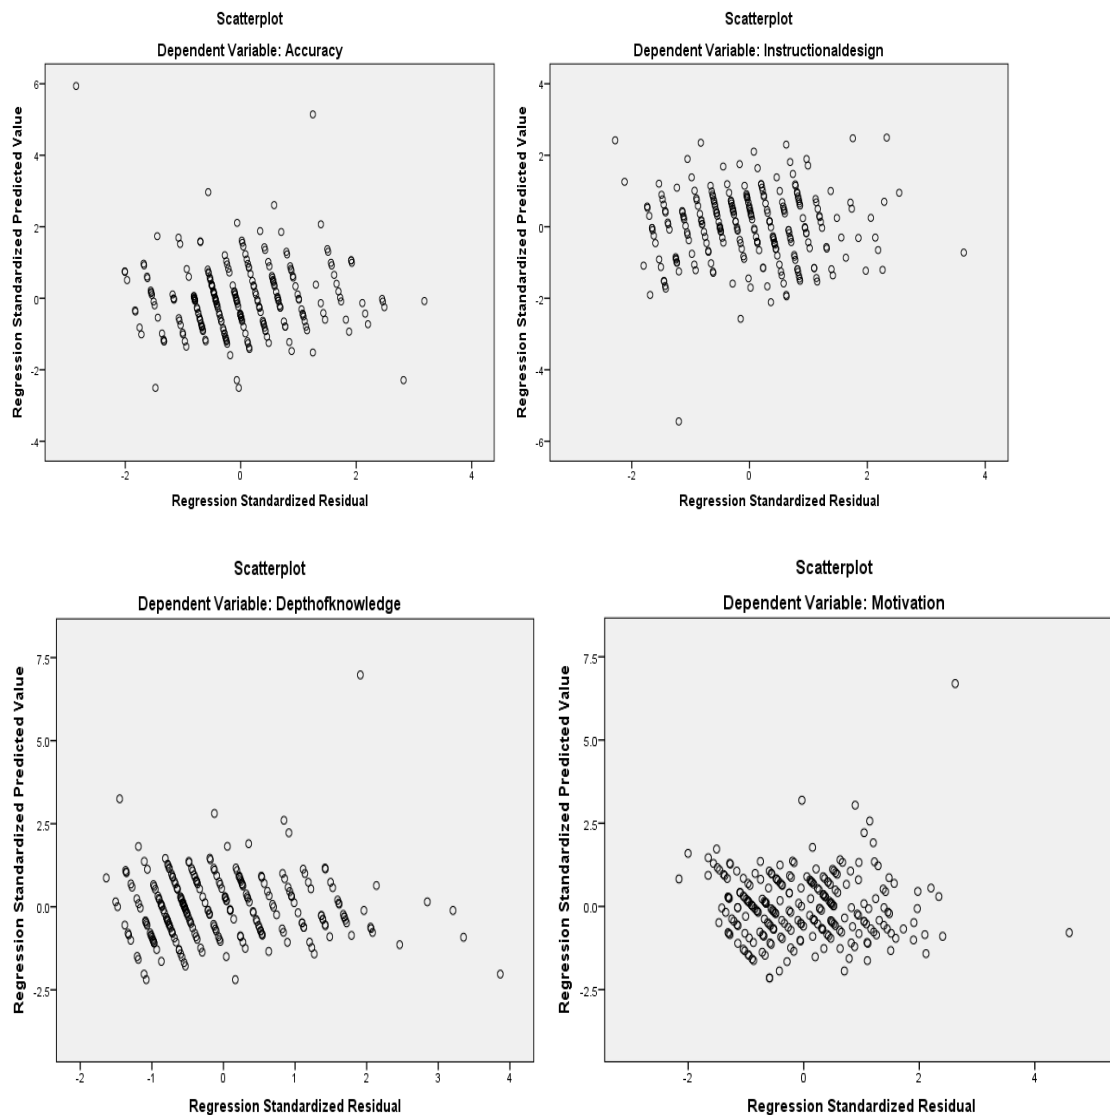 Scatterplot
Dependent Variable: Accuracy
Regression Standardized Predicted Value
6
4
2
0
-2
-4
-2
0
2
4
Regression Standardized Residual
Scatterplot
Dependent Variable: Instructionaldesign
Regression Standardized Predicted Value
4
2
0
-2
-4
-6
-2
0
2
4
Regression Standardized Residual
Scatterplot
Dependent Variable: Depthofknowledge
Regression Standardized Predicted Value
7.5
5.0
2.5
0.0
-2.5
-2
-1
0
1
2
3
4
Regression Standardized Residual
Scatterplot
Dependent Variable: Motivation
Regression Standardized Predicted Value
7.5
5.0
2.5
0.0
-2.5
-2
0
2
4
Regression Standardized Residual